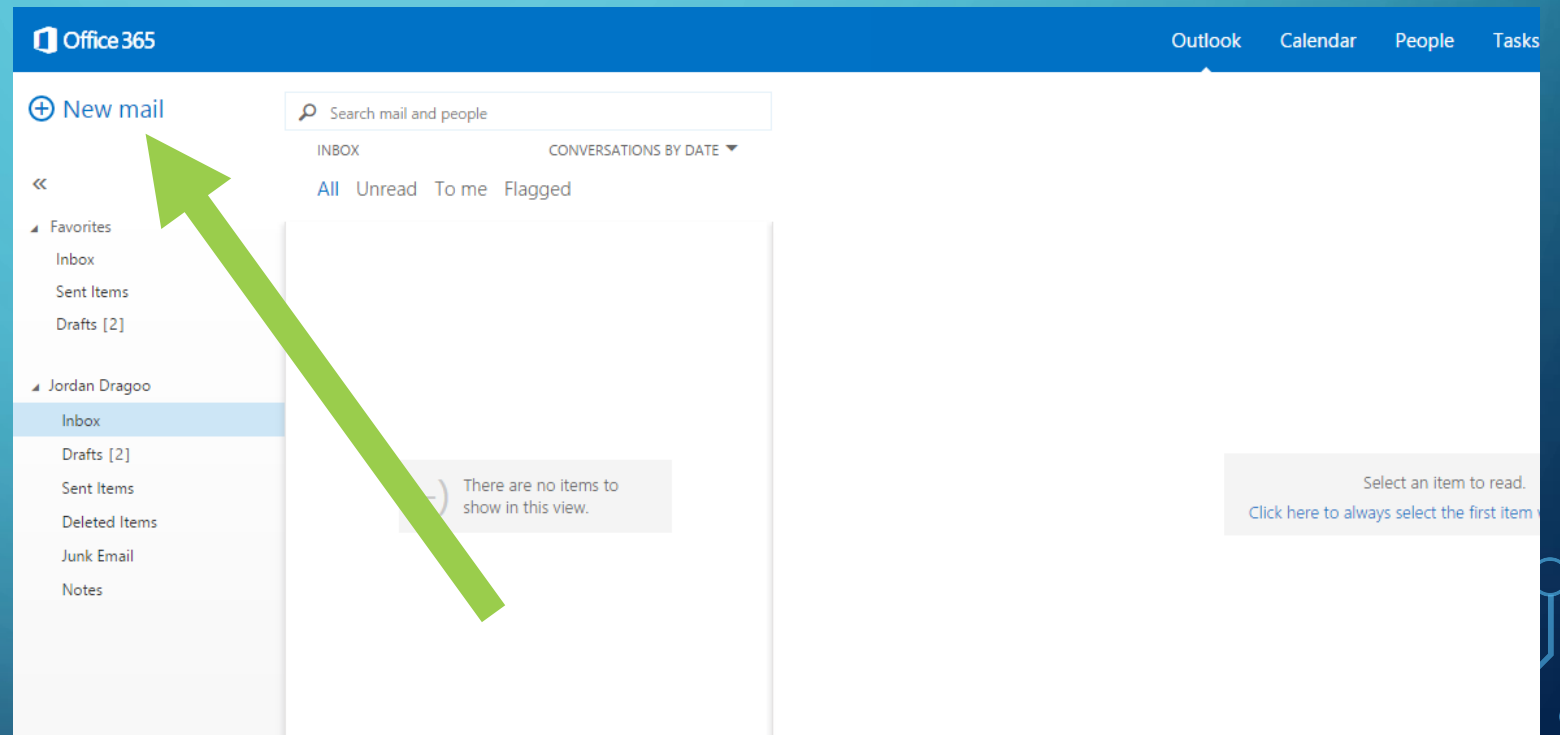 Office 365
Outlook Calendar People Tasks
New mail
Search mail and people
INBOX CONVERSATIONS BY DATE
All Unread To me Flagged
«
Favorites
Inbox
Sent Items
Drafts [2]
Jordan Dragoo
Inbox
Drafts [2]
Sent Items
Deleted Items
Junk Email
Notes
There are no items to
show in this view.
Select an item to read.
Click here to always select the first item